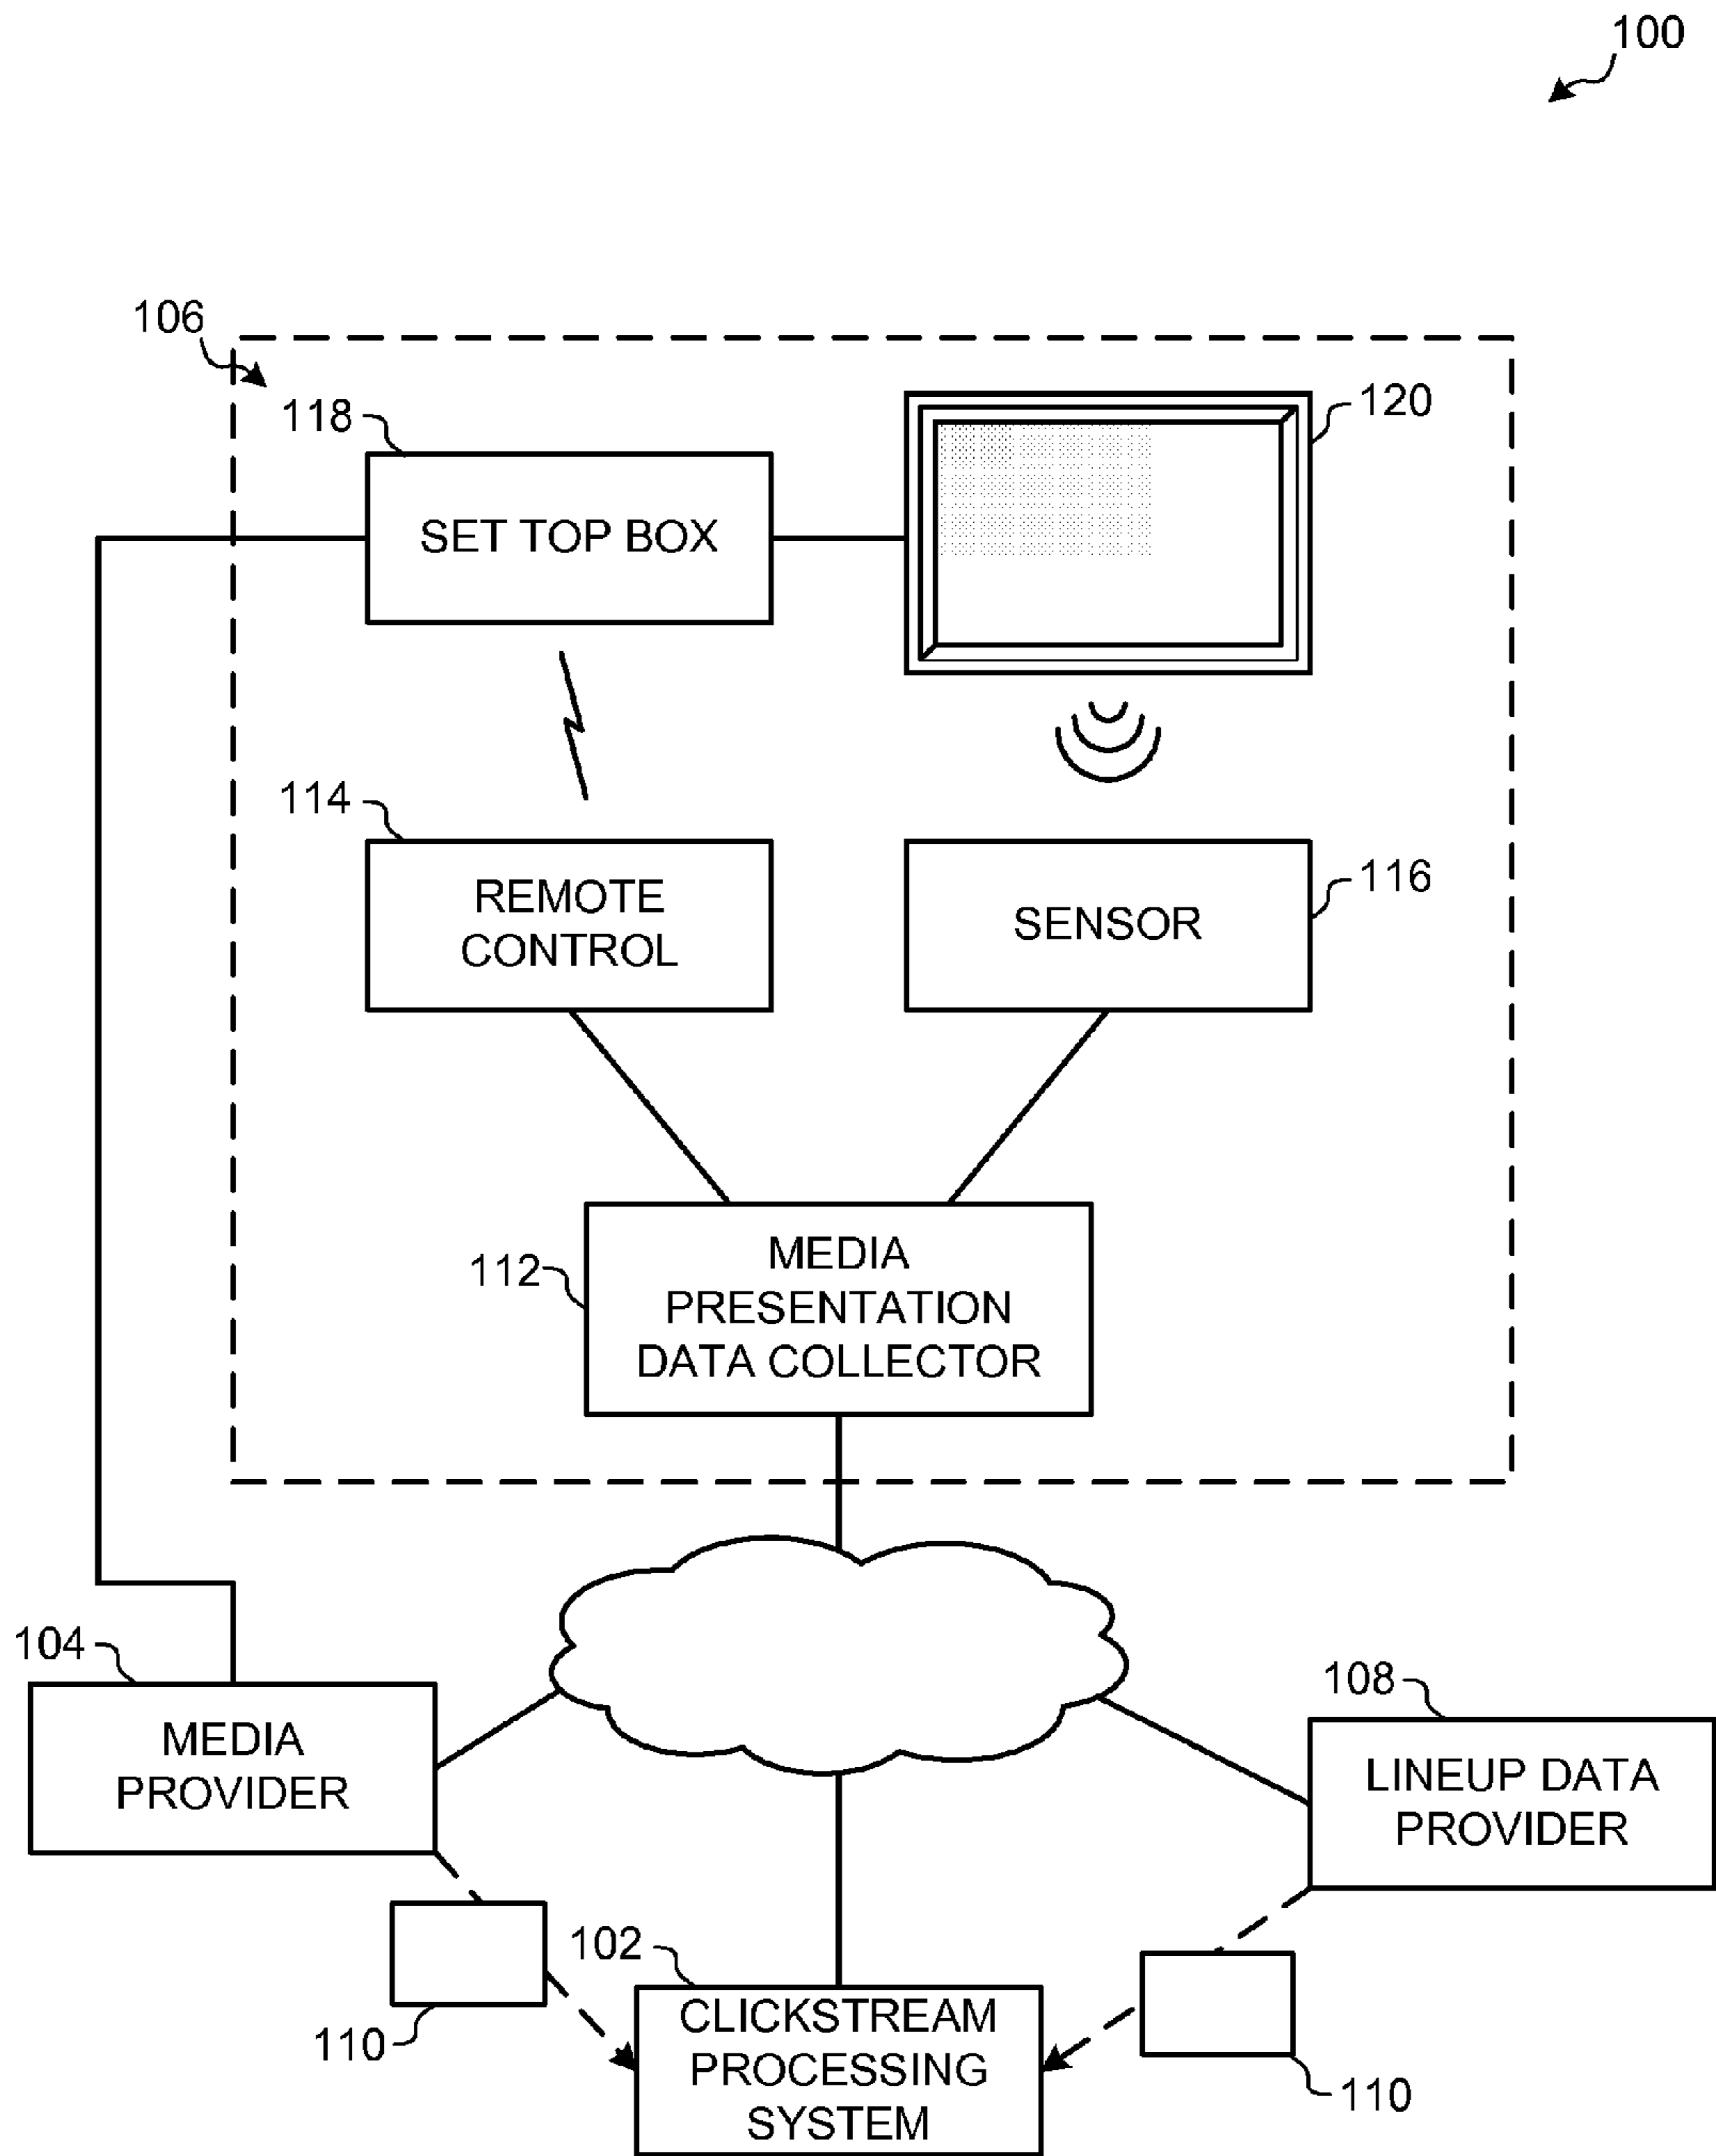 100
106
118
120
SET TOP BOX
114
116
REMOTE
CONTROL
SENSOR
112
MEDIA
PRESENTATION
DATA COLLECTOR
104
108
MEDIA
PROVIDER
LINEUP DATA
PROVIDER
102
110
CLICKSTREAM
PROCESSING
SYSTEM
110